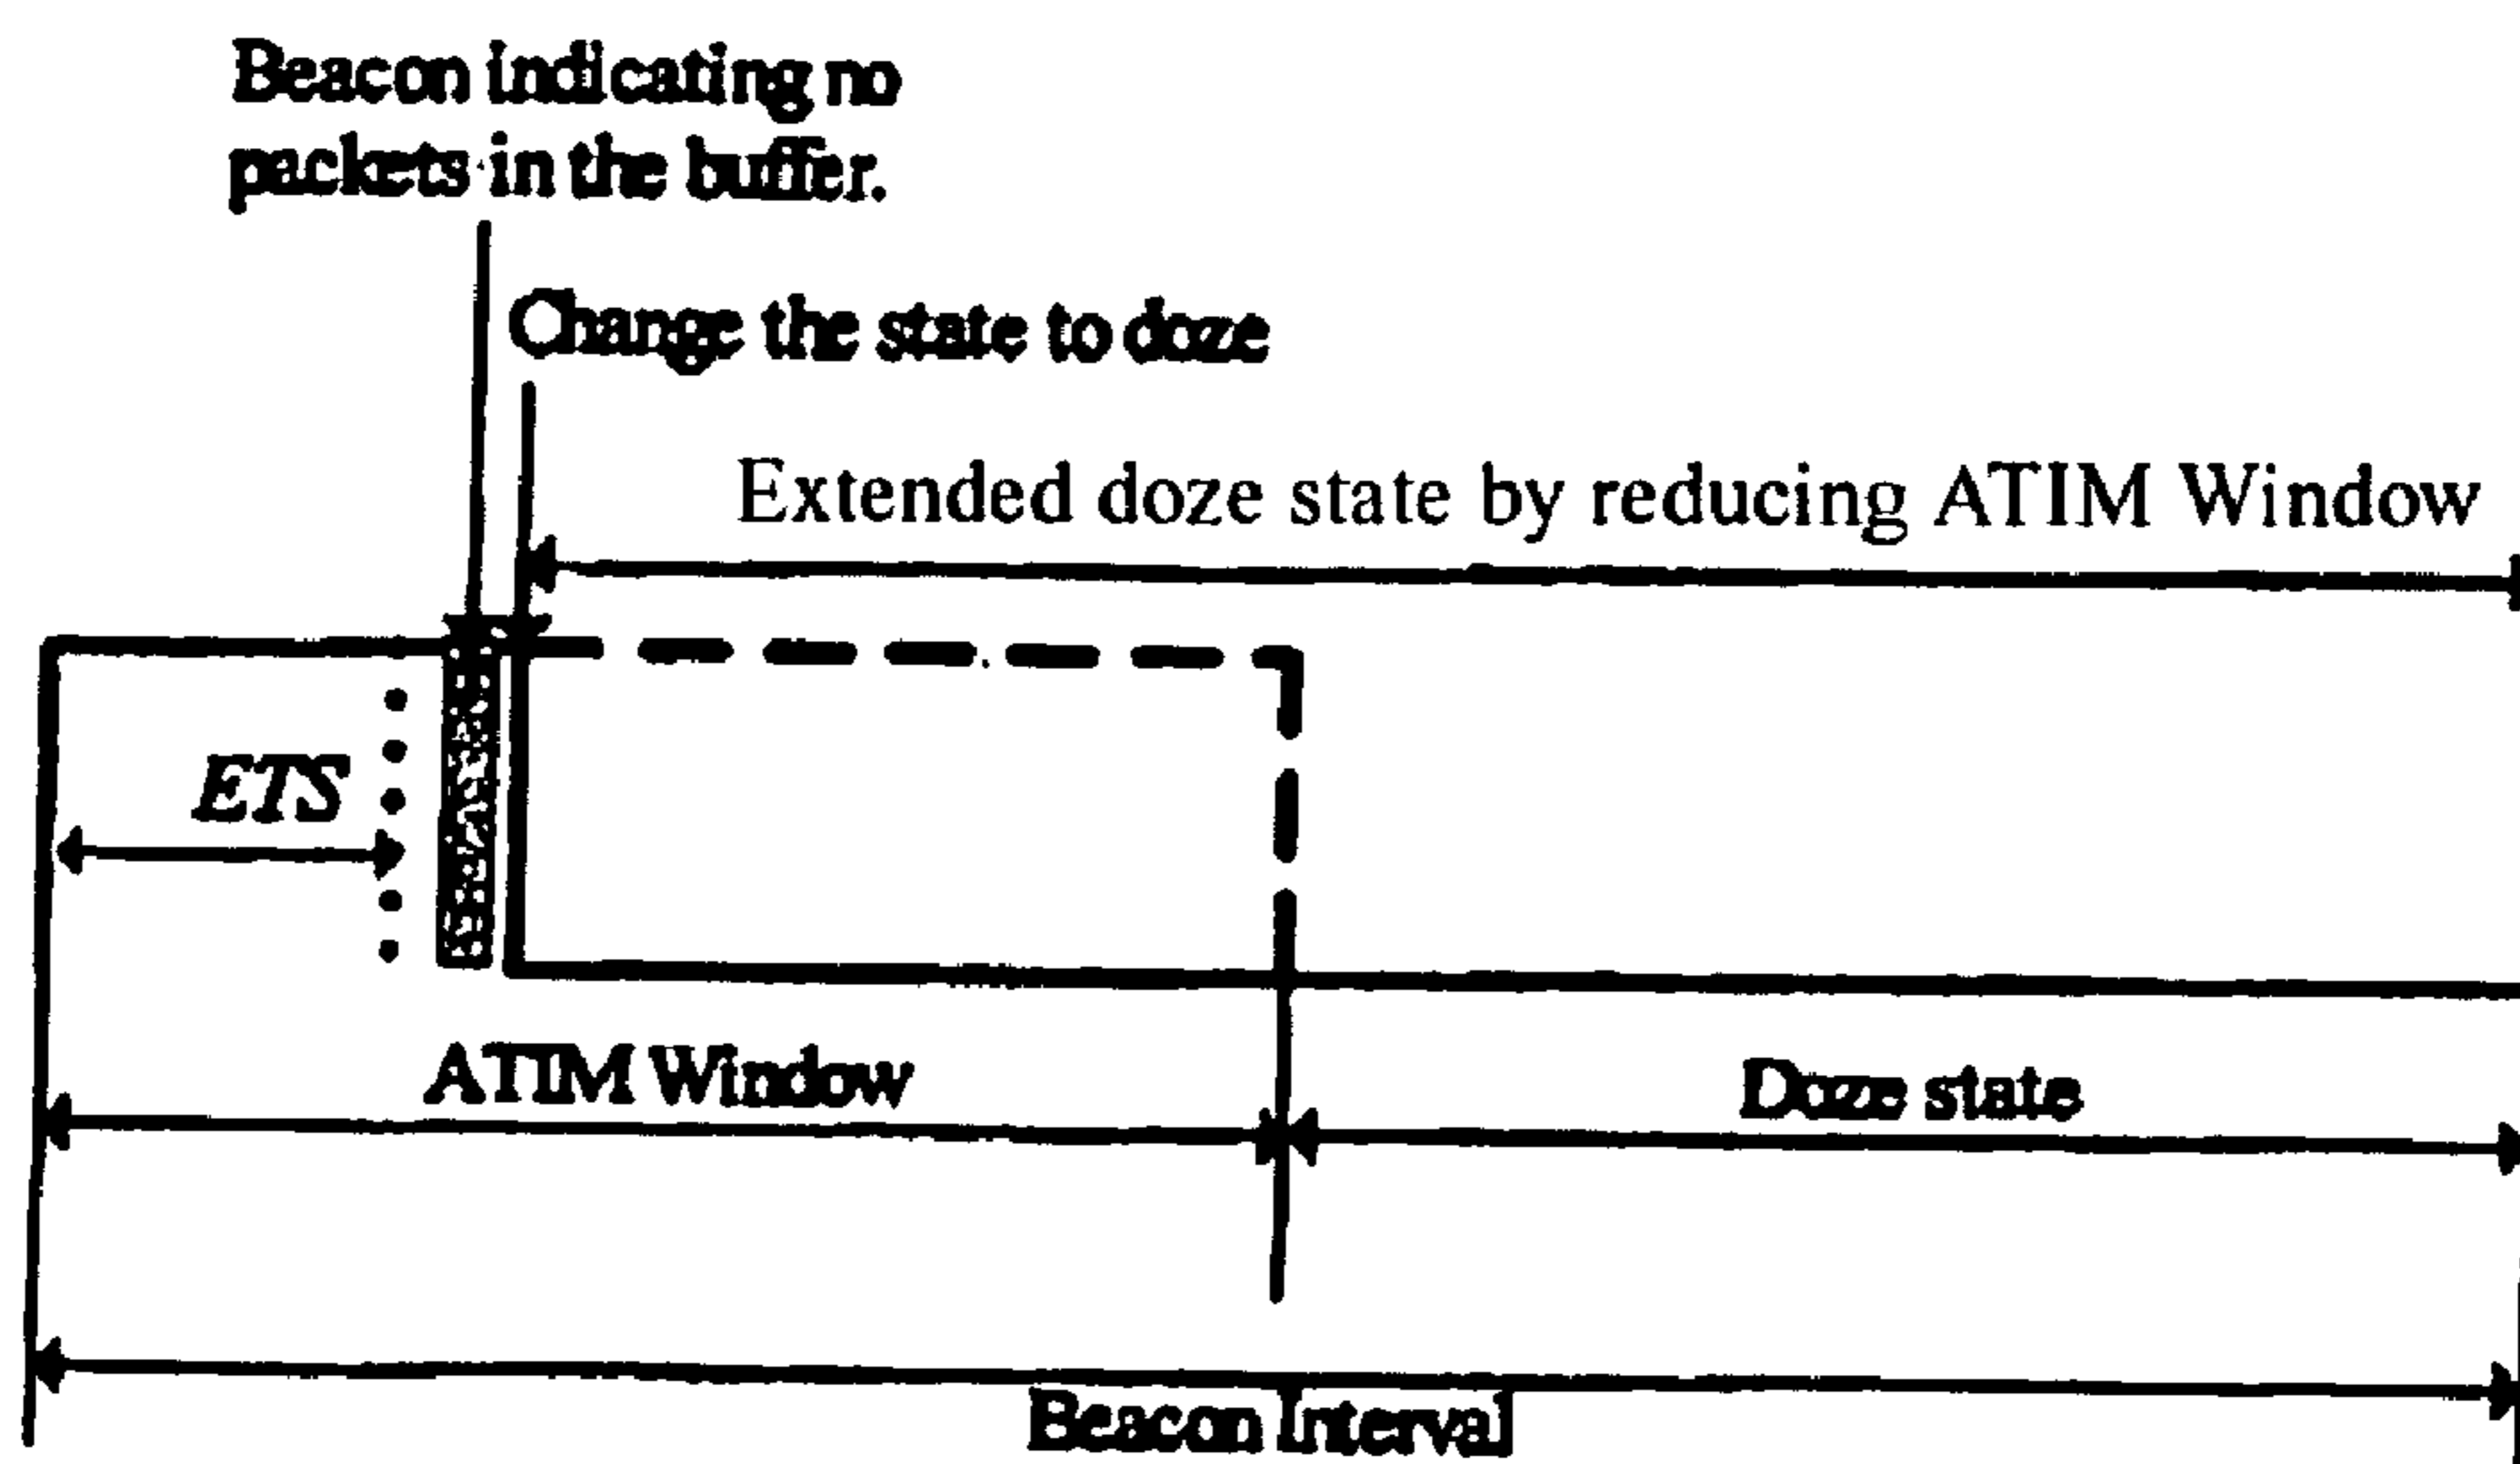 Beacon indicating no
packets in the buffer.
Change the state to doze
Extended doze state by reducing ATIM Window
ETS
ATIM Window
Doze state
Beacon Interval